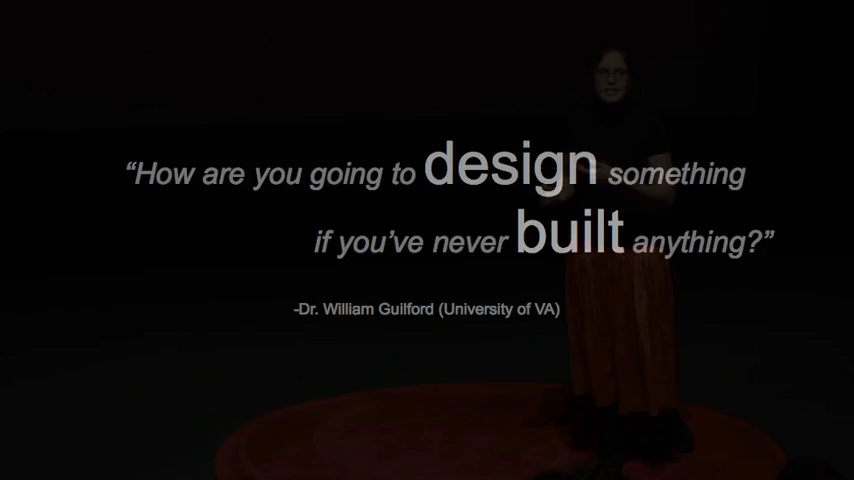 “How are you going to design something
if you’ve never built anything?”
-Dr. William Guilford (University of VA)